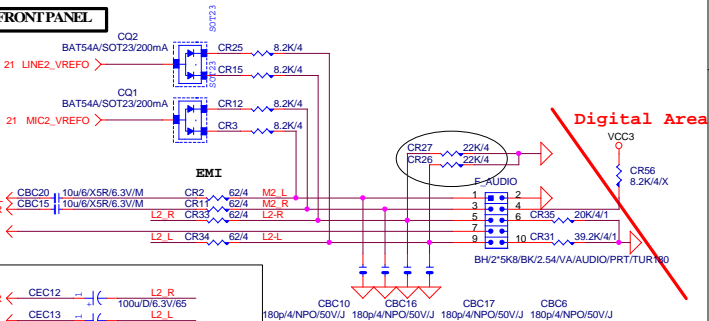 FRONT PANEL
CQ2
BAT54A/SOT23/200mA
SOT23
21 LINE2_VREFO
CR25 8.2K/4
SOT23
CR15 8.2K/4
CQ1
BAT54A/SOT23/200mA
21 MIC2_VREFO
CR12 8.2K/4
CR3 8.2K/4
Digital Area
VCC3
CR27 22K/4
CR26 22K/4
CR56
8.2K/4/X
EMI
F_AUDIO
CBC20 10u/6/X5R/6.3V/M
CR2 62/4 M2_L
1 2
CBC15 10u/6/X5R/6.3V/M
CR11 62/4 M2_R
3 4
L2_R CR33 62/4 L2-R
5 6 CR35 20K/4/1
7 8
L2_L CR34 62/4 L2-L
9 10 CR31 39.2K/4/1
BH/2*5K8/BK/2.54/VA/AUDIO/PRT/TUR180
CEC12 1 + L2_R
100u/D/6.3V/65
CEC13 1 L2_L
CBC10 CBC16 CBC17 CBC6
180p/4/NPO/50V/J 180p/4/NPO/50V/J 180p/4/NPO/50V/J 180p/4/NPO/50V/J